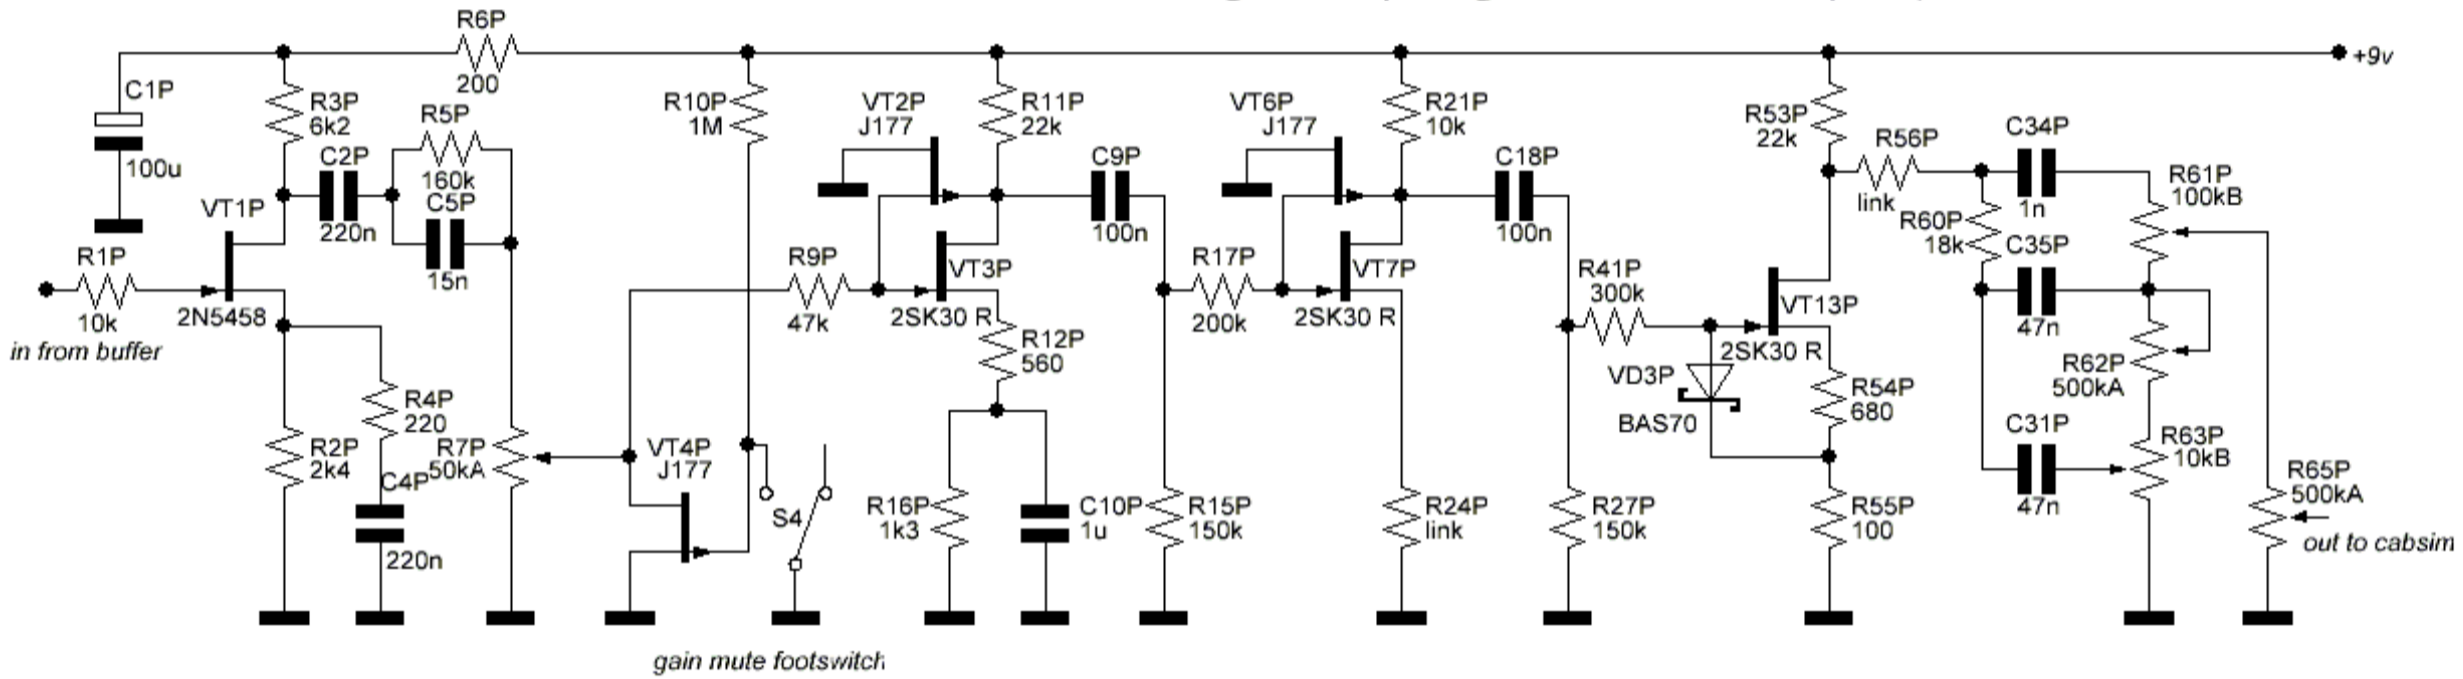 R6P
200
+9v
C1P
100u
R3P
6k2
R5P
160k
C2P
220n
C5P
15n
VT1P
2N5458
R1P
10k
in from buffer
R2P
2k4
R4P
220
C4P
220n
R7P
50kA
R10P
1M
VT4P
J177
S4
gain mute footswitch
VT2P
J177
R11P
22k
R9P
47k
VT3P
2SK30 R
R12P
560
R16P
1k3
C10P
1u
C9P
100n
R15P
150k
R17P
200k
VT6P
J177
R21P
10k
VT7P
2SK30 R
R24P
link
C18P
100n
R27P
150k
R41P
300k
VD3P
BAS70
R53P
22k
VT13P
2SK30 R
R54P
680
R55P
100
R56P
link
R60P
18k
C34P
1n
C35P
47n
C31P
47n
R61P
100kB
R62P
500kA
R63P
10kB
R65P
500kA
out to cabsim